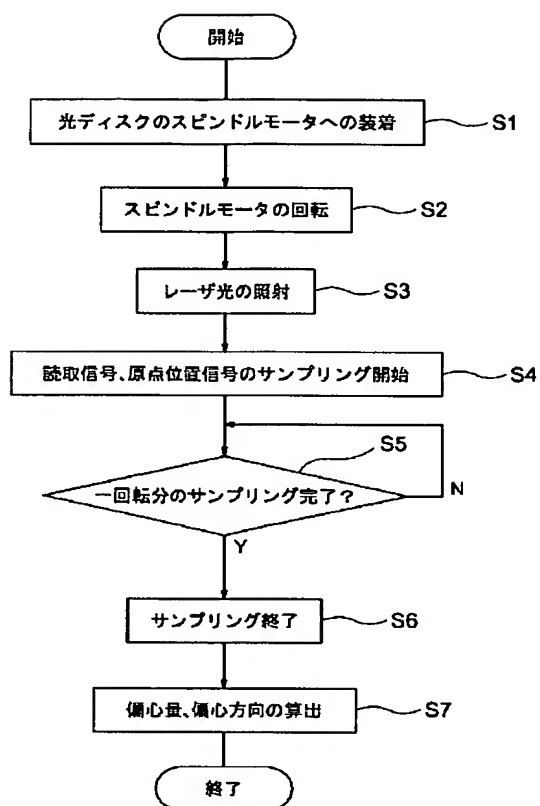 開始
光ディスクのスピンドルモータへの装着
S1
スピンドルモータの回転
S2
レーザ光の照射
S3
読取信号、原点位置信号のサンプリング開始
S4
S5
一回転分のサンプリング完了?
N
Y
サンプリング終了
S6
偏心量、偏心方向の算出
S7
終了